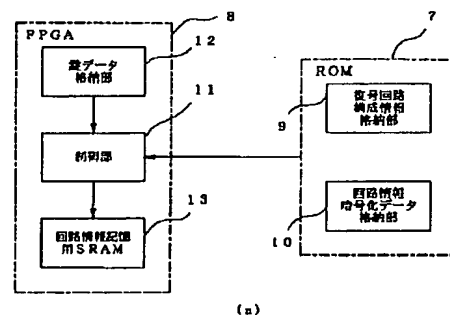 FPGA
8
12
鍵データ
格納部
11
制御部
13
回路情報記憶
用SRAM
7
ROM
復号回路
構成情報
格納部
9
回路情報
暗号化データ
格納部
10
(a)